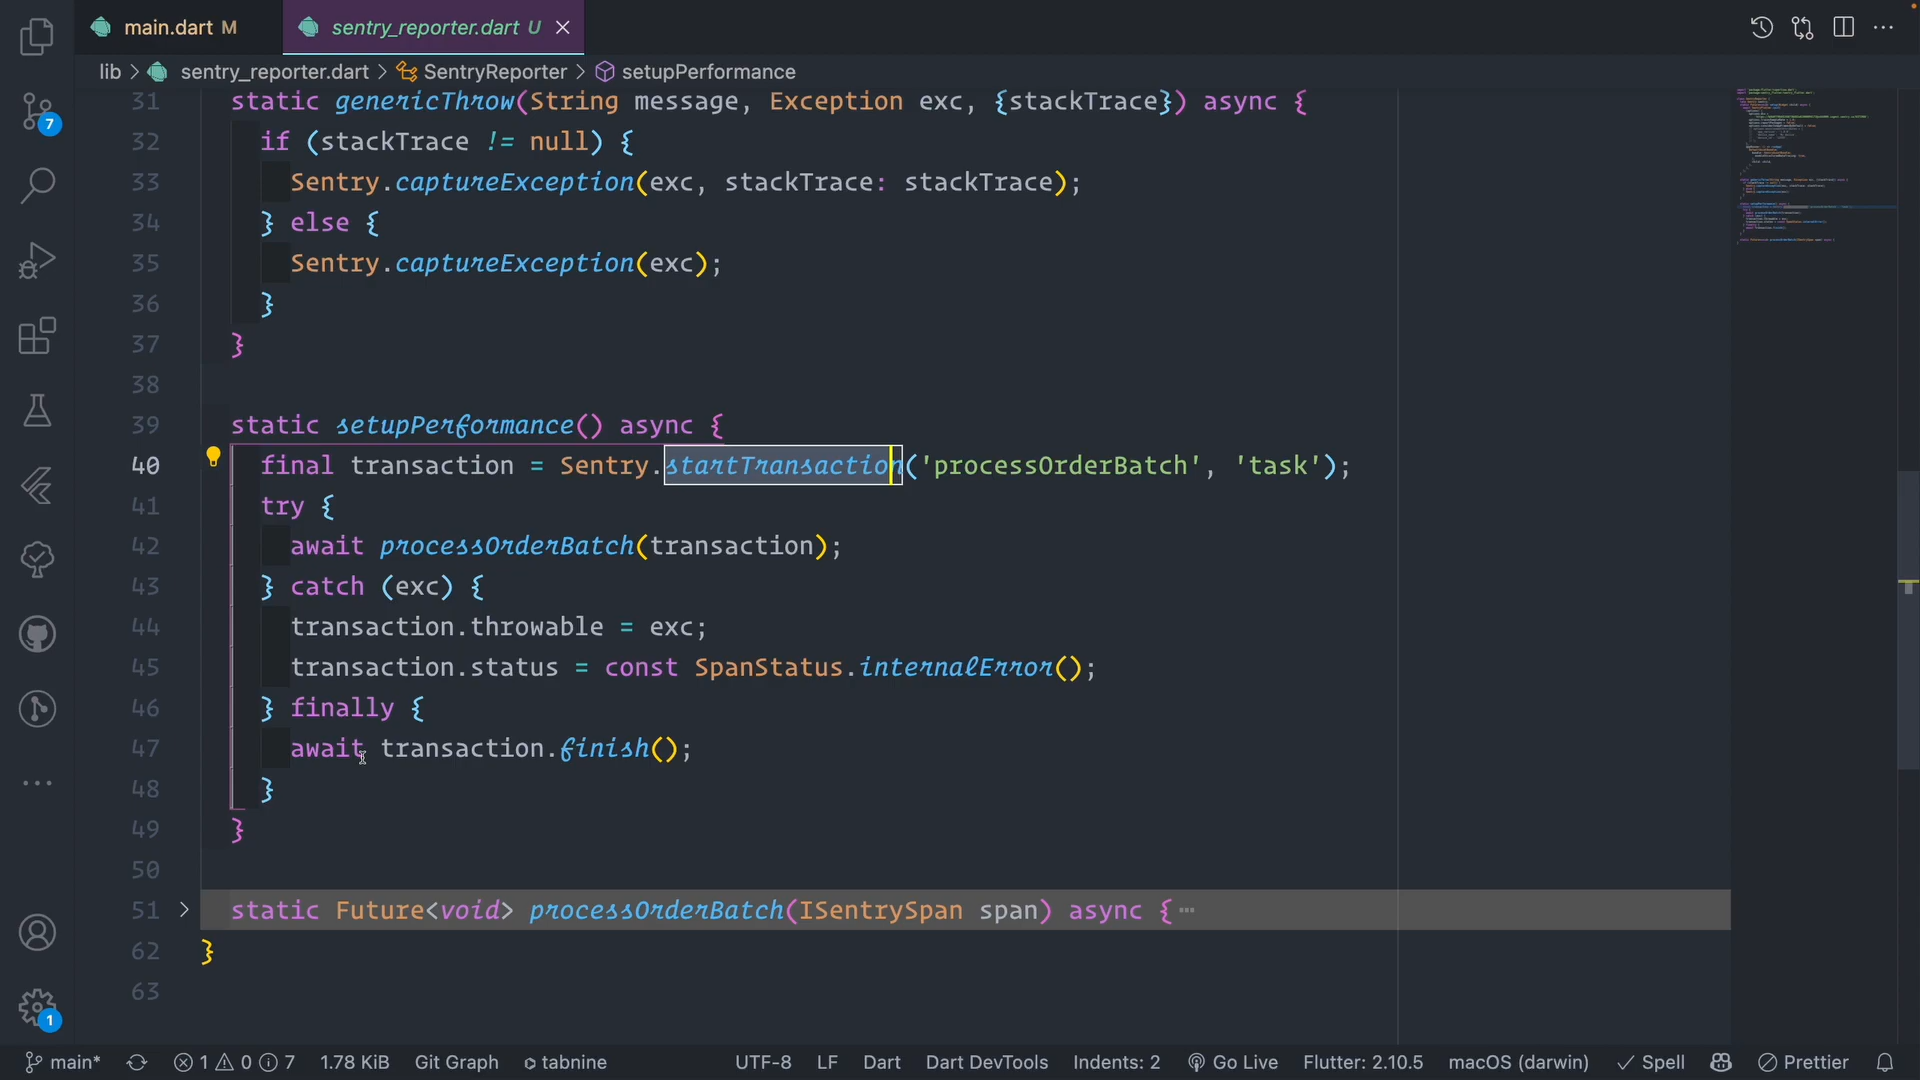 main.dart M
sentry_reporter.dart U
lib > sentry_reporter.dart > SentryReporter > setupPerformance
31 static genericThrow(String message, Exception exc, {stackTrace}) async {
32 if (stackTrace != null) {
33 Sentry.captureException(exc, stackTrace: stackTrace);
34 } else {
35 Sentry.captureException(exc);
36 }
37 }
38
39 static setupPerformance() async {
40 final transaction = Sentry.startTransaction('processOrderBatch', 'task');
41 try {
42 await processOrderBatch(transaction);
43 } catch (exc) {
44 transaction.throwable = exc;
45 transaction.status = const SpanStatus.internalError();
46 } finally {
47 await transaction.finish();
48 }
49 }
50
51 > static Future<void> processOrderBatch(ISentrySpan span) async {
62 }
63
7
1
main* 1 0 7 1.78 KiB Git Graph tabnine UTF-8 LF Dart Dart DevTools Indents: 2 Go Live Flutter: 2.10.5 macOS (darwin) Spell Prettier